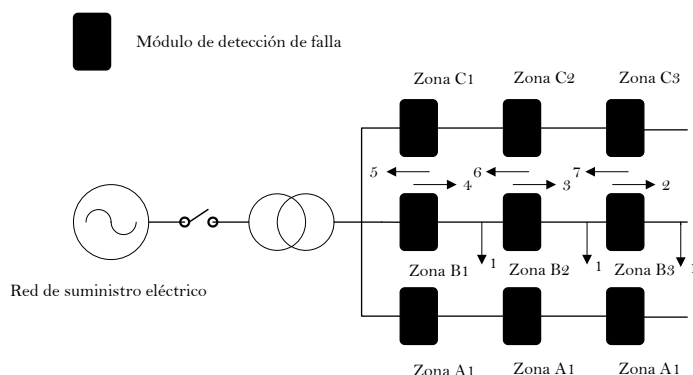 Módulo de detección de falla
Zona C1 Zona C2 Zona C3
5 6 7
4 3 2
1 1 1
Zona B1 Zona B2 Zona B3
Red de suministro eléctrico
Zona A1 Zona A1 Zona A1